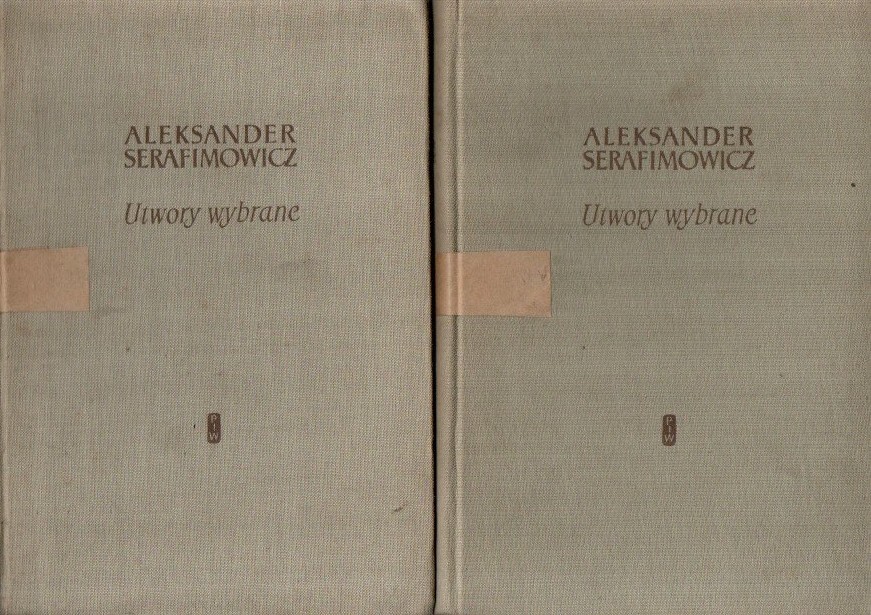 ALEKSANDER
SERAFIMOWICZ
Utwory wybrane
PIW
ALEKSANDER
SERAFIMOWICZ
Utwory wybrane
PIW